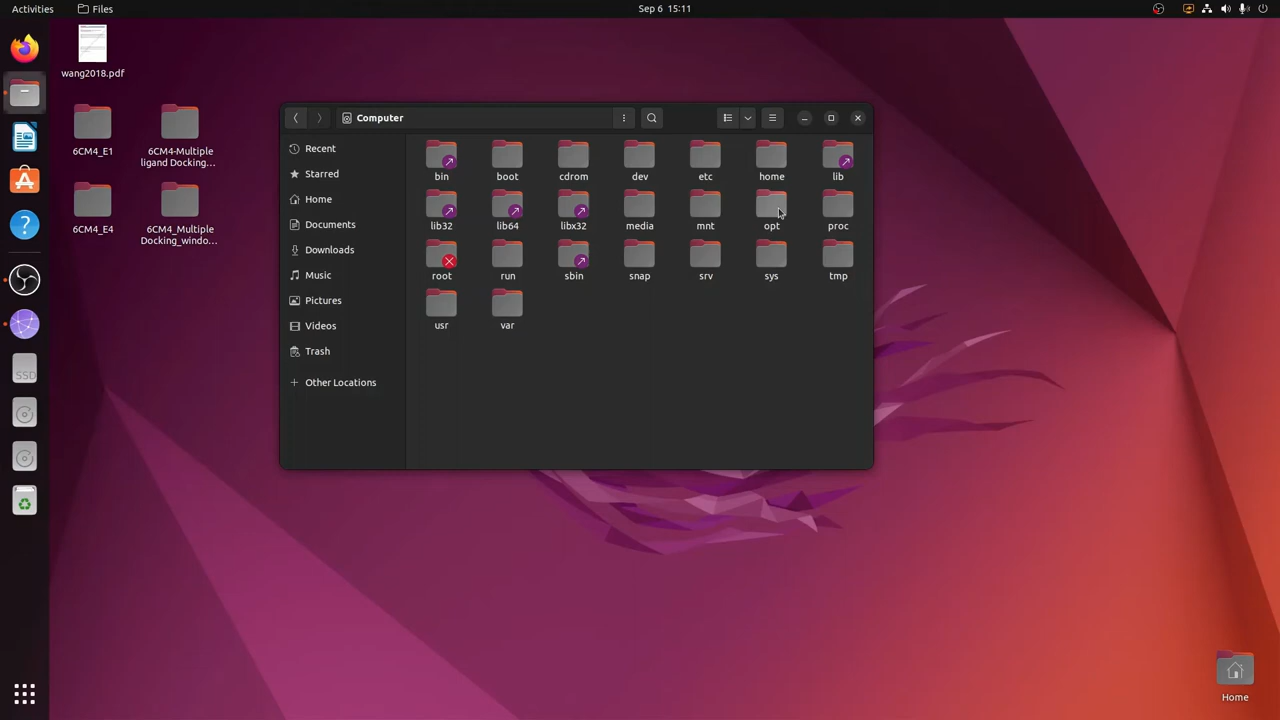 Activities
Files
Sep 6 15:11
wang2018.pdf
6CM4_E1
6CM4-Multiple
ligand Docking...
6CM4_E4
6CM4_Multiple
Docking_windo...
SSD
Computer
Recent
Starred
Home
Documents
Downloads
Music
Pictures
Videos
Trash
Other Locations
bin
boot
cdrom
dev
etc
home
lib
lib32
lib64
libx32
media
mnt
opt
proc
root
run
sbin
snap
srv
sys
tmp
usr
var
Home